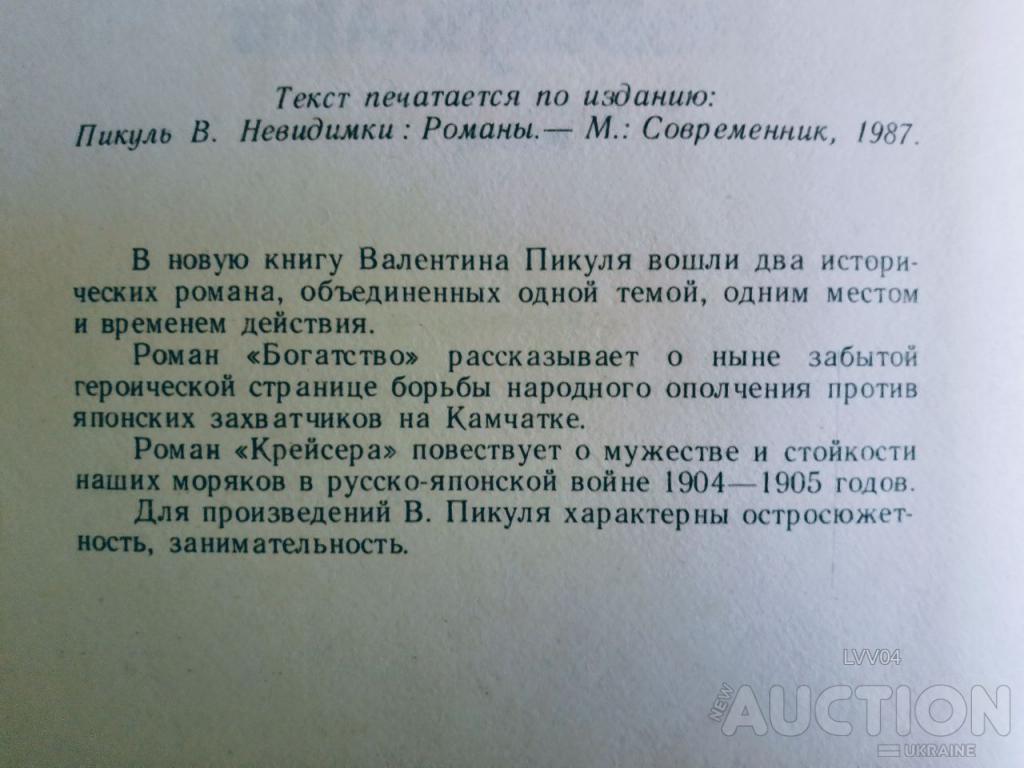 Текст печатается по изданию:
Пикуль В. Невидимки: Романы.— М.: Современник, 1987.
В новую книгу Валентина Пикуля вошли два истори-
ческих романа, объединенных одной темой, одним местом
и временем действия.
Роман «Богатство» рассказывает о ныне забытой
героической странице борьбы народного ополчения против
японских захватчиков на Камчатке.
Роман «Крейсера» повествует о мужестве и стойкости
наших моряков в русско-японской войне 1904—1905 годов.
Для произведений В. Пикуля характерны остросюжет-
ность, занимательность.
LVV04
NEW AUCTION
UKRAINE